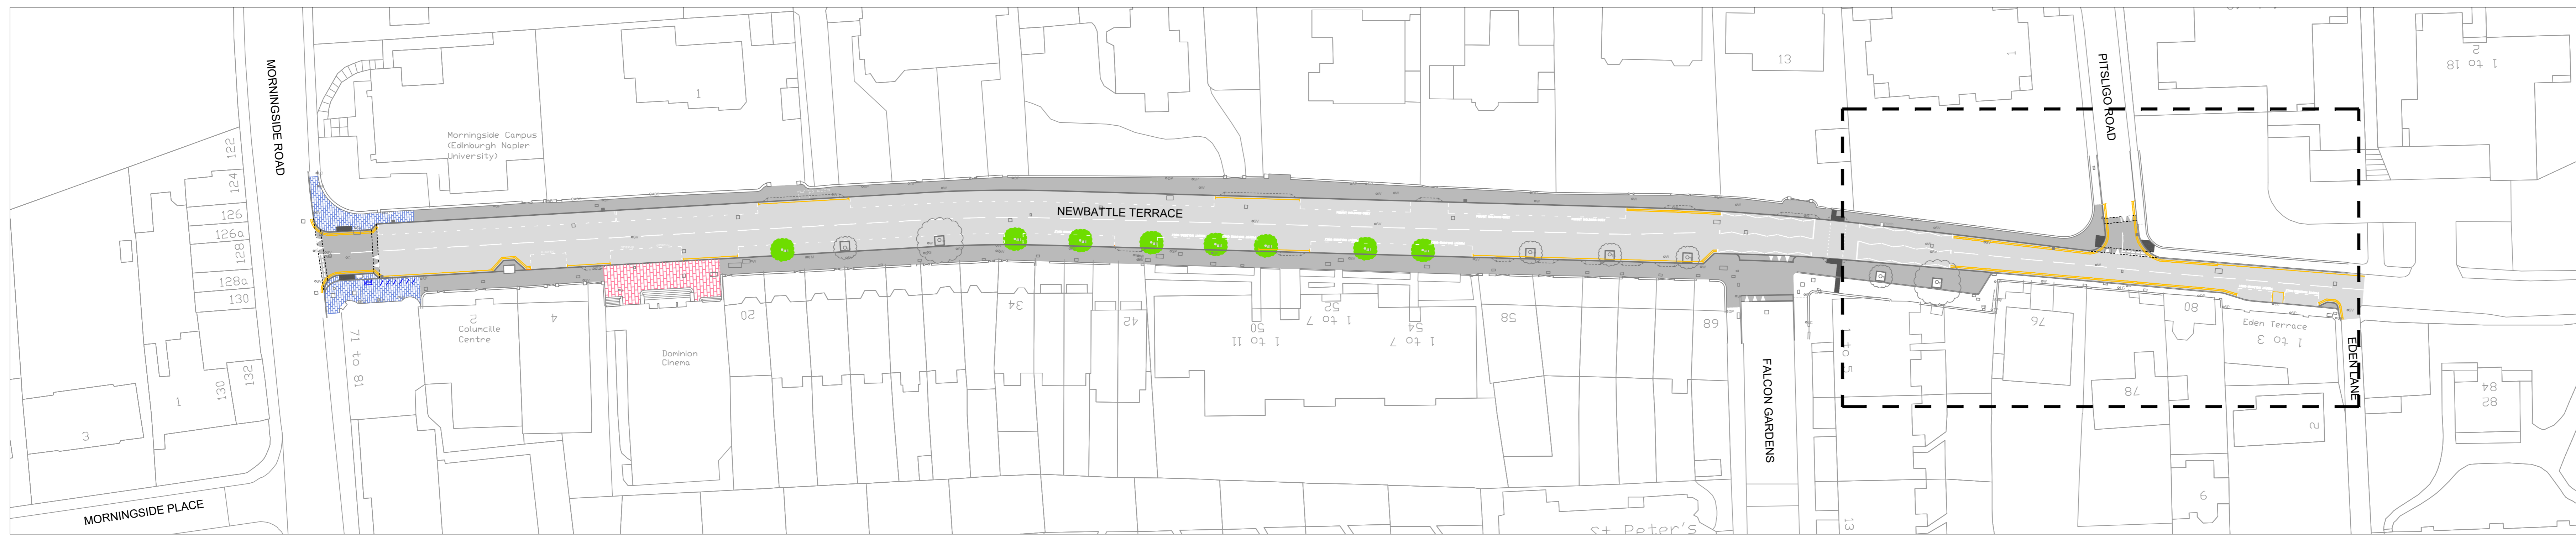 MORNINGSIDE ROAD
122
124
126
126a
128
128a
130
130
132
1
3
MORNINGSIDE PLACE
Morningside Campus
(Edinburgh Napier
University)
1
71 to 81
2
Columcille
Centre
4
Dominion
Cinema
20
34
42
NEWBATTLE TERRACE
50
1 to 11
52
1 to 7
54
1 to 7
58
68
St Peter's
13
FALCON GARDENS
1 to 5
13
1
PITSLIGO ROAD
2
1 to 18
76
78
80
Eden Terrace
1 to 3
2
9
EDEN LANE
84
82